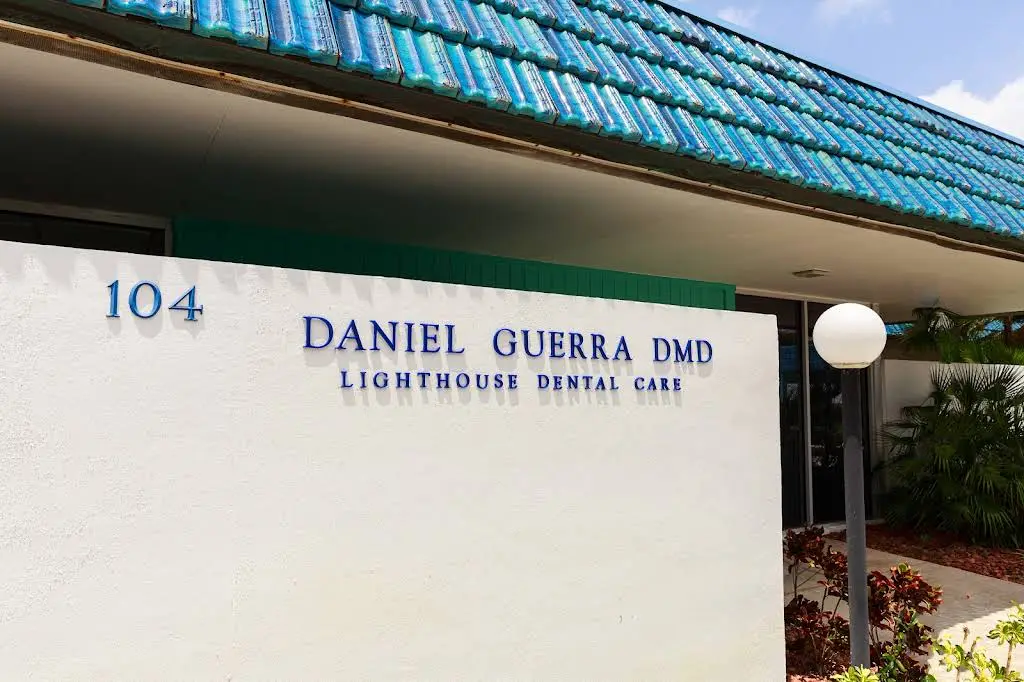 104
DANIEL GUERRA DMD
LIGHTHOUSE DENTAL CARE